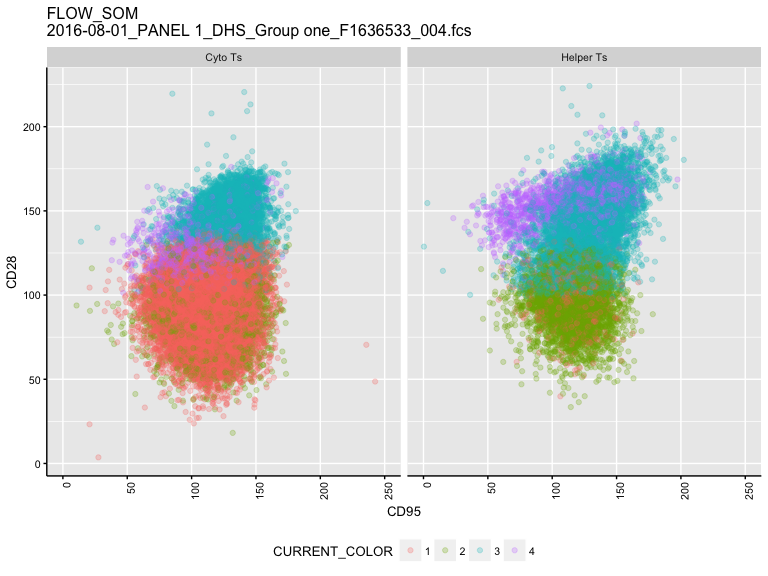 FLOW_SOM
2016-08-01_PANEL 1_DHS_Group one_F1636533_004.fcs
Cyto Ts
Helper Ts
200
150
100
50
0
CD28
0 50 100 150 200 250
0 50 100 150 200 250
CD95
CURRENT_COLOR 1 2 3 4